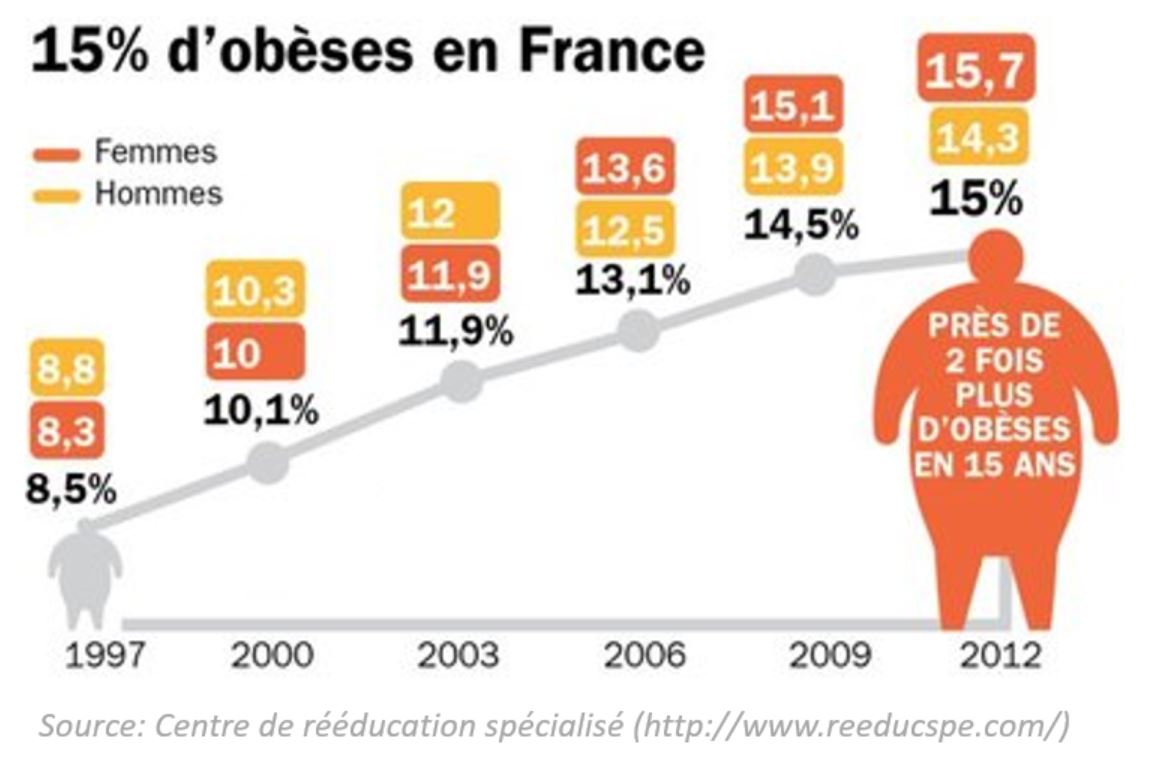 15% d'obèses en France
Femmes
Hommes
8,8
8,3
8,5%
10,3
10
10,1%
12
11,9
11,9%
13,6
12,5
13,1%
15,1
13,9
14,5%
15,7
14,3
15%
PRÈS DE
2 FOIS
PLUS
D'OBÈSES
EN 15 ANS
1997 2000 2003 2006 2009 2012
Source: Centre de rééducation spécialisé (http://www.reeducspe.com/)